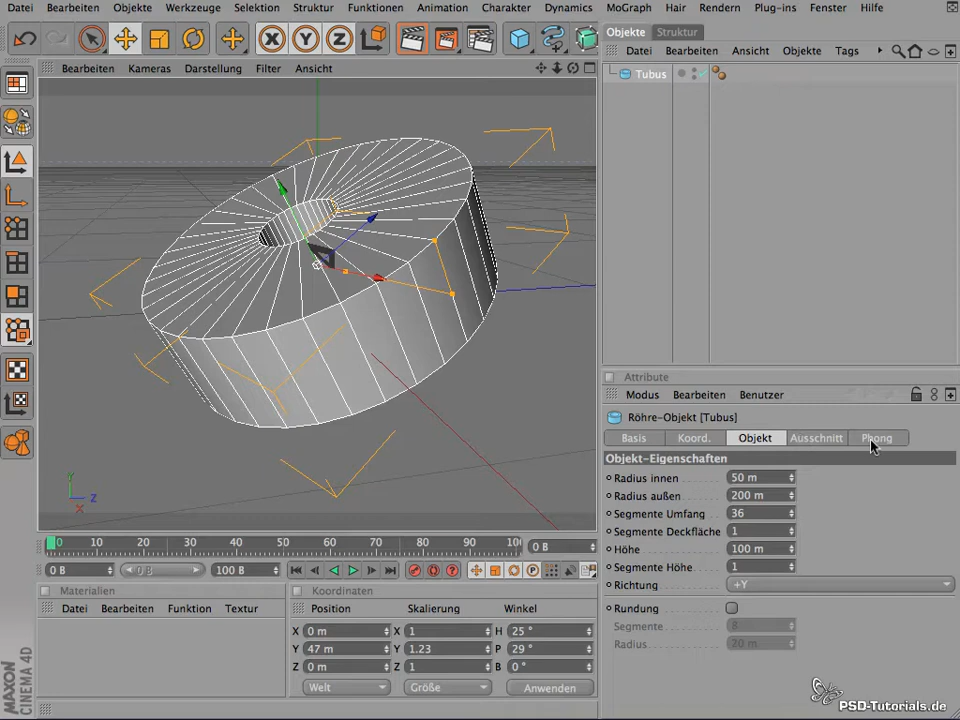 Datei Bearbeiten Objekte Werkzeuge Selektion Struktur Funktionen Animation Charakter Dynamics MoGraph Hair Rendern Plug-ins Fenster Hilfe
X Y Z
Objekte Struktur
Datei Bearbeiten Ansicht Objekte Tags
Bearbeiten Kameras Darstellung Filter Ansicht
Tubus
Attribute
Modus Bearbeiten Benutzer
Röhre-Objekt [Tubus]
Basis Koord. Objekt Ausschnitt Phong
Objekt-Eigenschaften
Radius innen 50 m
Radius außen 200 m
Segmente Umfang 36
Segmente Deckfläche 1
Höhe 100 m
Segmente Höhe 1
Richtung +Y
Rundung
Segmente 8
Radius 20 m
Y
Z
X
0 10 20 30 40 50 60 70 80 90 10 0 B
0 B 0 B 100 B
Materialien
Datei Bearbeiten Funktion Textur
Koordinaten
Position Skalierung Winkel
X 0 m X 1 H 25 °
Y 47 m Y 1.23 P 29 °
Z 0 m Z 1 B 0 °
Welt Größe Anwenden
MAXON
CINEMA 4D
PSD-Tutorials.de